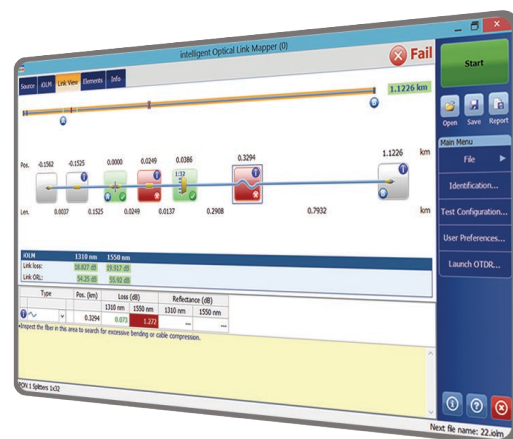 intelligent Optical Link Mapper (0)
Source iOLM Link View Elements Info
Fail
1.1226 km
Start
Open Save Report
Main Menu
File
Identification...
Test Configuration...
User Preferences...
Launch OTDR...
Pos. -0.1562 -0.1525 0.0000 0.0249 0.0386 0.3294 1.1226 km
1:32
Len. 0.0037 0.1525 0.0249 0.0137 0.2908 0.7932 km
iOLM 1310 nm 1550 nm
Link loss: 18.627 dB 19.917 dB
Link ORL: 54.25 dB 55.92 dB
Type Pos. (km) Loss (dB) Reflectance (dB)
1310 nm 1550 nm 1310 nm 1550 nm
0.3294 0.073 1.272 --- ---
•Inspect the fiber in this area to search for excessive bending or cable compression.
PON 1 Splitters 1x32
Next file name: 22.iolm